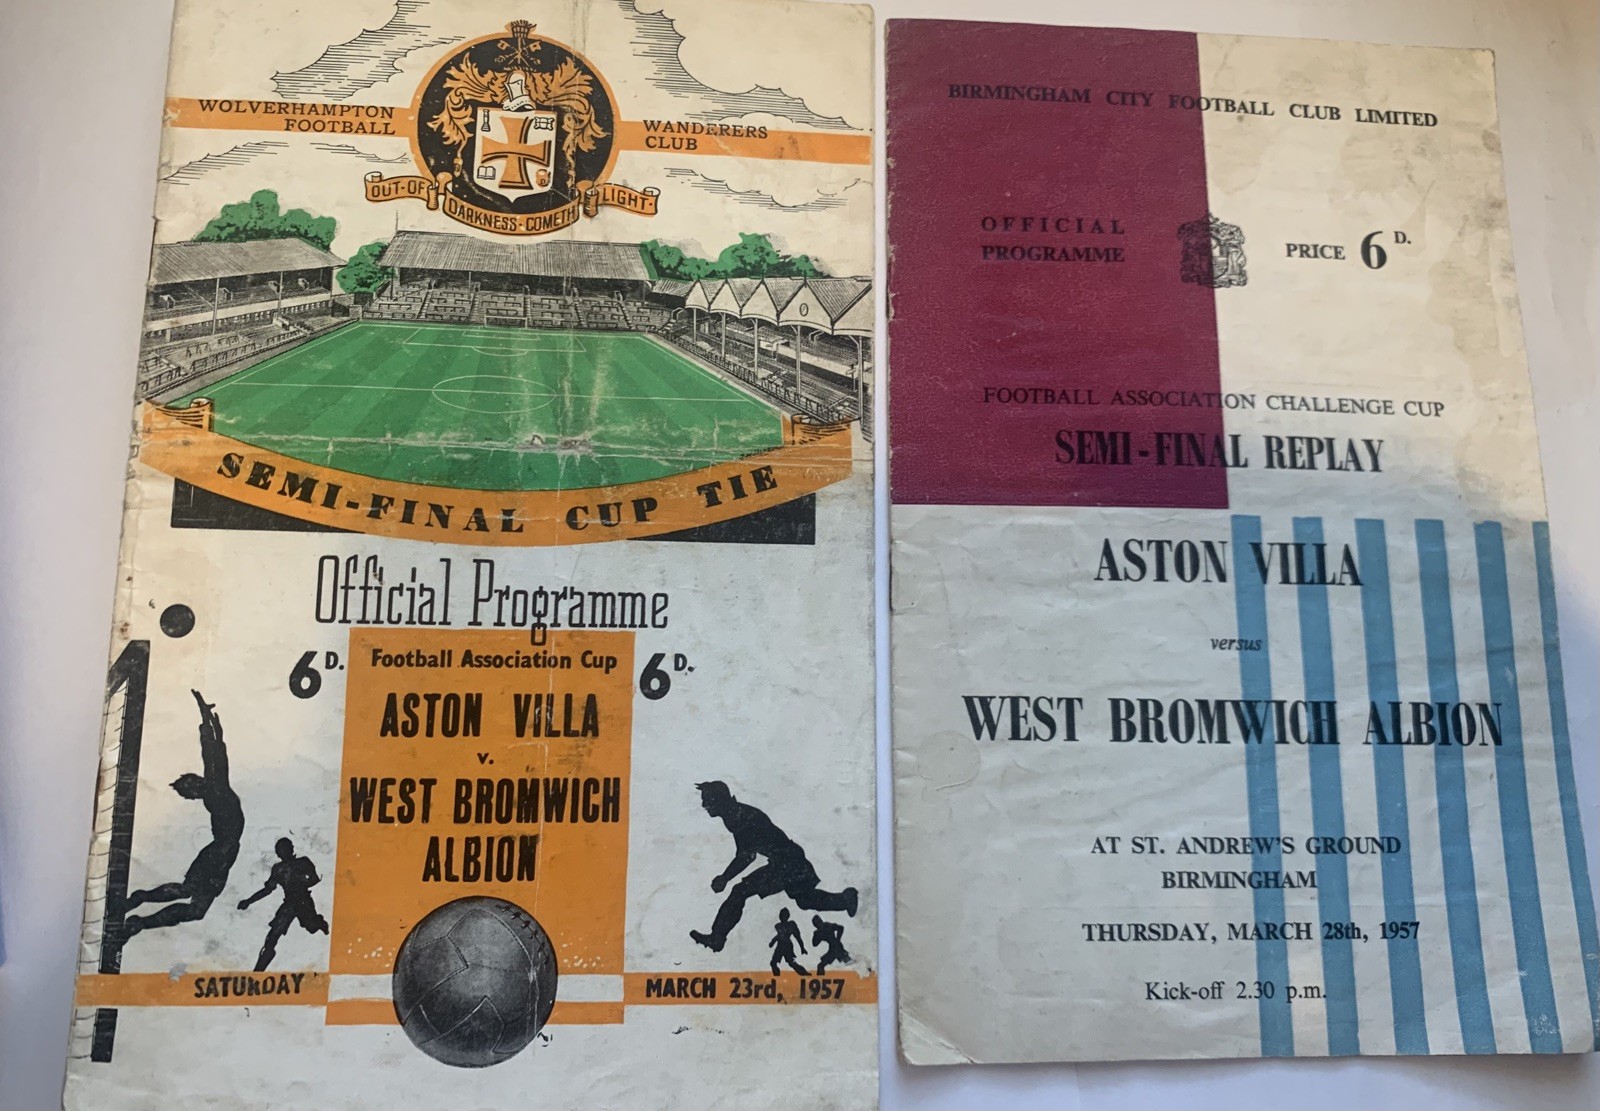 WOLVERHAMPTON WANDERERS
FOOTBALL CLUB
OUT·OF DARKNESS·COMETH LIGHT·
SEMI-FINAL CUP TIE
Official Programme
6D. Football Association Cup 6D.
ASTON VILLA
v.
WEST BROMWICH
ALBION
SATURDAY MARCH 23rd, 1957
BIRMINGHAM CITY FOOTBALL CLUB LIMITED
OFFICIAL
PROGRAMME
PRICE 6D.
FOOTBALL ASSOCIATION CHALLENGE CUP
SEMI-FINAL REPLAY
ASTON VILLA
versus
WEST BROMWICH ALBION
AT ST. ANDREW'S GROUND
BIRMINGHAM
THURSDAY, MARCH 28th, 1957
Kick-off 2.30 p.m.